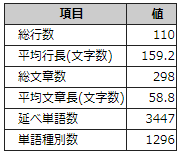 項目 値
総行数 110
平均行長(文字数) 159.2
総文章数 298
平均文章長(文字数) 58.8
延べ単語数 3447
単語種別数 1296